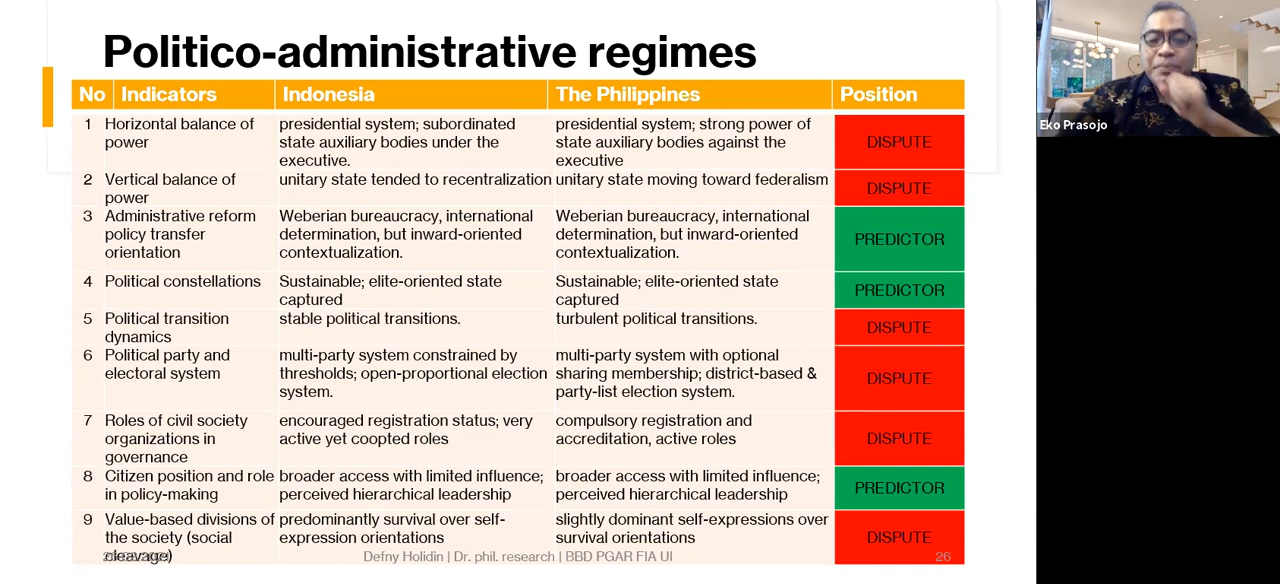 Politico-administrative regimes
No Indicators Indonesia The Philippines Position
1 Horizontal balance of power
presidential system; subordinated
state auxiliary bodies under the
executive.
presidential system; strong power of
state auxiliary bodies against the
executive
DISPUTE
2 Vertical balance of
power
unitary state tended to recentralization
unitary state moving toward federalism
DISPUTE
3 Administrative reform
policy transfer
orientation
Weberian bureaucracy, international
determination, but inward-oriented
contextualization.
Weberian bureaucracy, international
determination, but inward-oriented
contextualization.
PREDICTOR
4 Political constellations
Sustainable; elite-oriented state
captured
Sustainable; elite-oriented state
captured
PREDICTOR
5 Political transition
dynamics
stable political transitions.
turbulent political transitions.
DISPUTE
6 Political party and
electoral system
multi-party system constrained by
thresholds; open-proportional election
system.
multi-party system with optional
sharing membership; district-based &
party-list election system.
DISPUTE
7 Roles of civil society
organizations in
governance
encouraged registration status; very
active yet coopted roles
compulsory registration and
accreditation, active roles
DISPUTE
8 Citizen position and role
in policy-making
broader access with limited influence;
perceived hierarchical leadership
broader access with limited influence;
perceived hierarchical leadership
PREDICTOR
9 Value-based divisions of
the society (social
cleavage)
predominantly survival over self-
expression orientations
slightly dominant self-expressions over
survival orientations
DISPUTE
Defny Holidin | Dr. phil. research | BBD PGAR FIA UI
26
Eko Prasojo